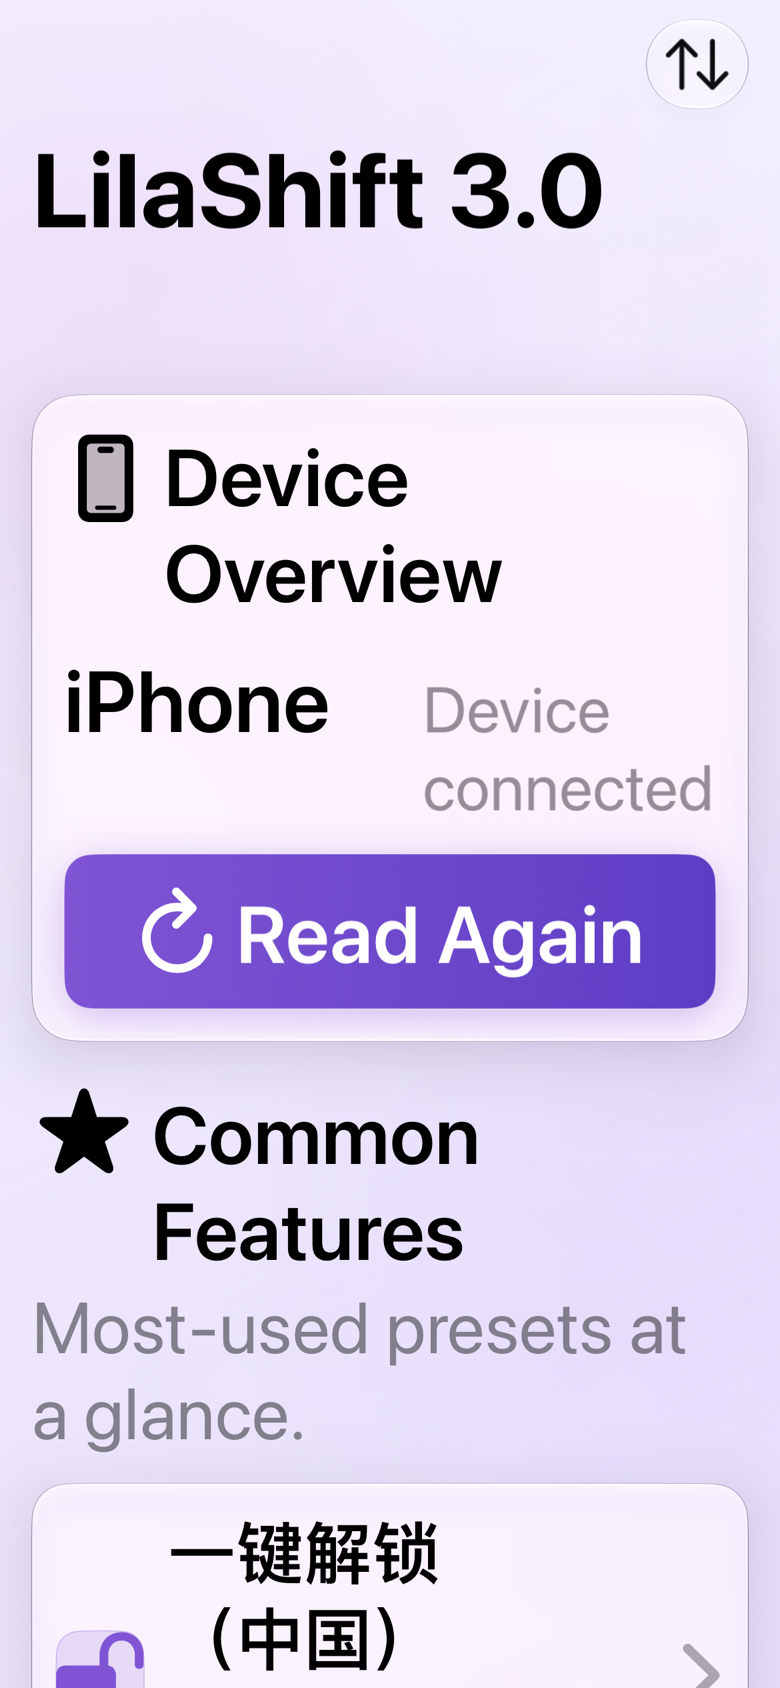 LilaShift 3.0
Device
Overview
iPhone
Device
connected
Read Again
Common
Features
Most-used presets at
a glance.
一键解锁
（中国）